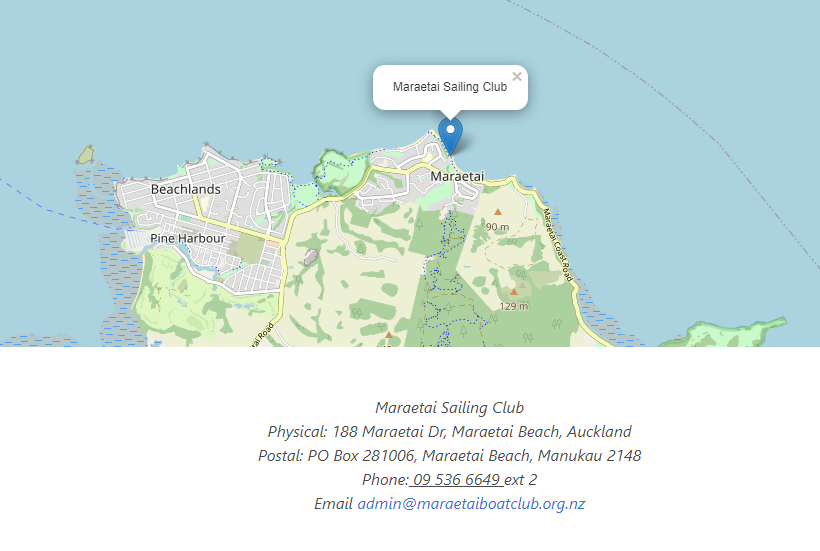 ×
Maraetai Sailing Club
Maraetai
Beachlands
90 m
Pine Harbour
Maraetai Coast Road
129 m
tai Road
Maraetai Sailing Club
Physical: 188 Maraetai Dr, Maraetai Beach, Auckland
Postal: PO Box 281006, Maraetai Beach, Manukau 2148
Phone: 09 536 6649 ext 2
Email admin@maraetaiboatclub.org.nz